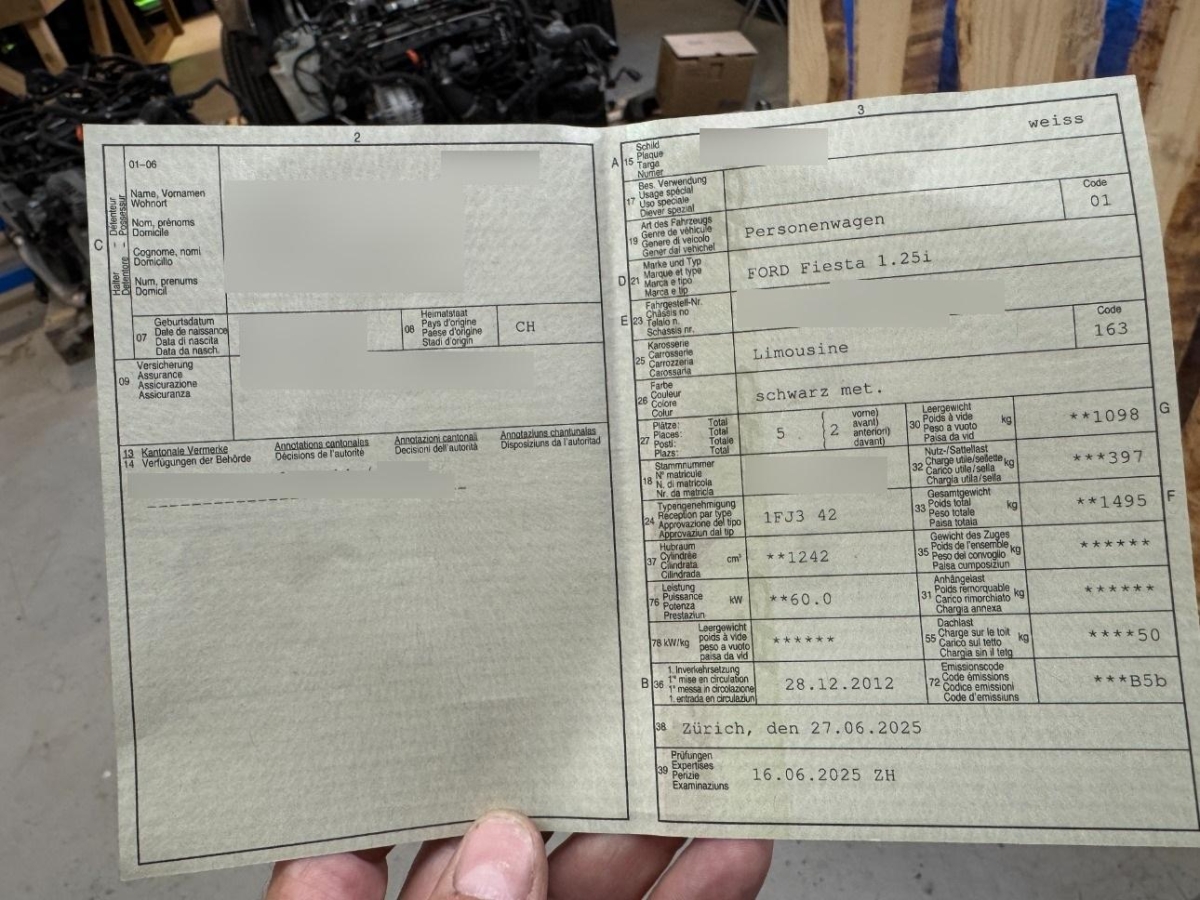 2
01-06
Halter - Détenteur
Detentore - Possessur
C
Name, Vornamen
Wohnort
Nom, prénoms
Domicile
Cognome, nomi
Domicilio
Num, prenums
Domicil
07
Geburtsdatum
Date de naissance
Data di nascita
Data da nasch.
08
Heimatstaat
Pays d'origine
Paese d'origine
Stadi d'origin
CH
09
Versicherung
Assurance
Assicurazione
Assicuranza
13 Kantonale Vermerke Annotations cantonales Annotazioni cantonali Annotaziuns chantunalas
14 Verfügungen der Behörde Décisions de l'autorité Decisioni dell'autorità Disposiziuns da l'autoritad
3
A 15
Schild
Plaque
Targa
Numer
weiss
17
Bes. Verwendung
Usage spécial
Uso speciale
Diever spezial
19
Art des Fahrzeugs
Genre de véhicule
Genere di veicolo
Gener dal vehichel
Personenwagen
Code
01
D 21
Marke und Typ
Marque et type
Marca e tipo
Marca e tip
FORD Fiesta 1.25i
E 23
Fahrgestell-Nr.
Châssis no
Telaio n.
Schassis nr.
25
Karosserie
Carrosserie
Carrozzeria
Carossaria
Limousine
Code
163
26
Farbe
Couleur
Colore
Colur
schwarz met.
27
Plätze: Total
Places: Total
Posti: Totale
Plazs: Total
5
2
vorne)
avant)
anteriori)
davant)
30
Leergewicht
Poids à vide
Peso a vuoto
Paisa da vid
kg
**1098
G
18
Stammnummer
N° matricule
N. di matricola
Nr. da matricla
32
Nutz-/Sattellast
Charge utile/sellette
Carico utile/sella
Chargia utila/sella
kg
***397
24
Typengenehmigung
Réception par type
Approvazione del tipo
Approvaziun dal tip
1FJ3 42
33
Gesamtgewicht
Poids total
Peso totale
Paisa totala
kg
**1495
F
37
Hubraum
Cylindrée
Cilindrata
Cilindrada
cm³
**1242
35
Gewicht des Zuges
Poids de l'ensemble
Peso del convoglio
Paisa cumposiziun
kg
******
76
Leistung
Puissance
Potenza
Prestaziun
kW
**60.0
31
Anhängelast
Poids remorquable
Carico rimorchiato
Chargia annexa
kg
******
78 kW/kg
Leergewicht
poids à vide
peso a vuoto
paisa da vid
******
55
Dachlast
Charge sur le toit
Carico sul tetto
Chargia sin il tetg
kg
****50
B 36
1. Inverkehrsetzung
1re mise en circulation
1a messa in circolazione
1. entrada en circulaziun
28.12.2012
72
Emissionscode
Code émissions
Codice emissioni
Code d'emissiuns
***B5b
38
Zürich, den 27.06.2025
39
Prüfungen
Expertises
Perizie
Examinaziuns
16.06.2025 ZH